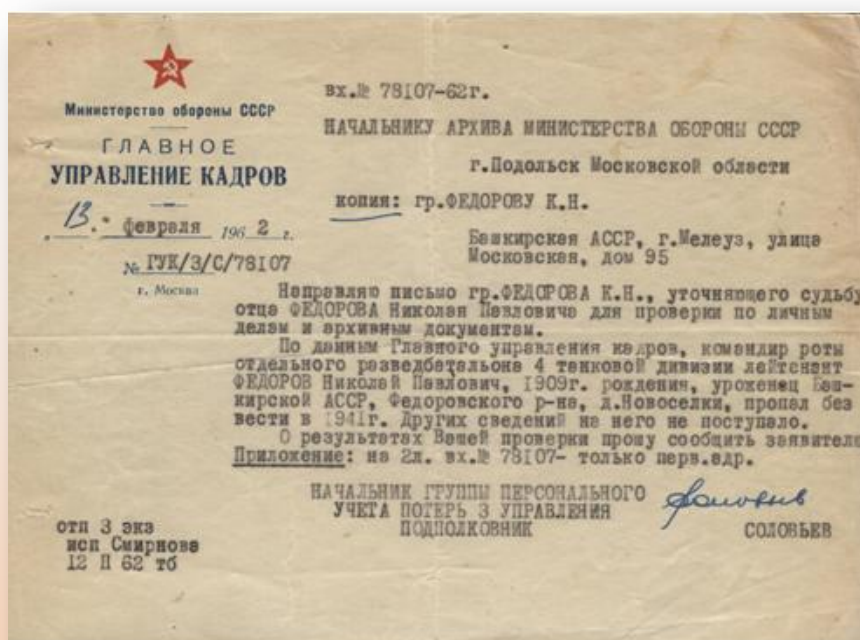 Министерство обороны СССР
ГЛАВНОЕ
УПРАВЛЕНИЕ КАДРОВ
"13." февраля 1962 г.
№ ГУК/3/С/78107
г. Москва
вх.№ 78107-62г.
НАЧАЛЬНИКУ АРХИВА МИНИСТЕРСТВА ОБОРОНЫ СССР
г.Подольск Московской области
копия: гр.ФЕДОРОВУ К.Н.
Башкирская АССР, г.Мелеуз, улица
Московская, дом 95
Направляю письмо гр.ФЕДОРОВА К.Н., уточняющего судьбу
отца ФЕДОРОВА Николая Павловича для проверки по личным
делам и архивным документам.
По данным Главного управления кадров, командир роты
отдельного разведбатальона 4 танковой дивизии лейтенант
ФЕДОРОВ Николай Павлович, 1909г. рождения, уроженец Баш-
кирской АССР, Федоровского р-на, д.Новоселки, пропал без
вести в 1941г. Других сведений на него не поступало.
О результатах Вашей проверки прошу сообщить заявителю
Приложение: на 2л. вх.№ 78107- только перв.адр.
НАЧАЛЬНИК ГРУППЫ ПЕРСОНАЛЬНОГО
УЧЕТА ПОТЕРЬ 3 УПРАВЛЕНИЯ
ПОДПОЛКОВНИК СОЛОВЬЕВ
отп 3 экз
исп Смирнова
12 II 62 тб